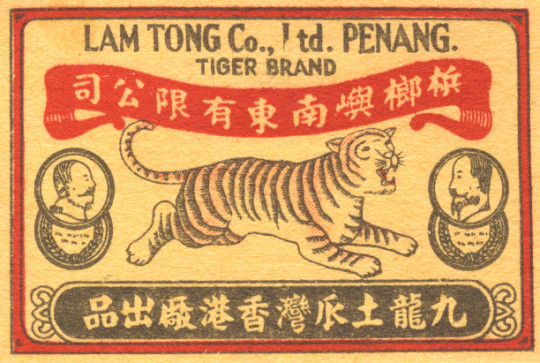 LAM TONG Co., Ltd. PENANG.
TIGER BRAND
梹榔嶼南東有限公司
九龍土瓜灣香港廠出品